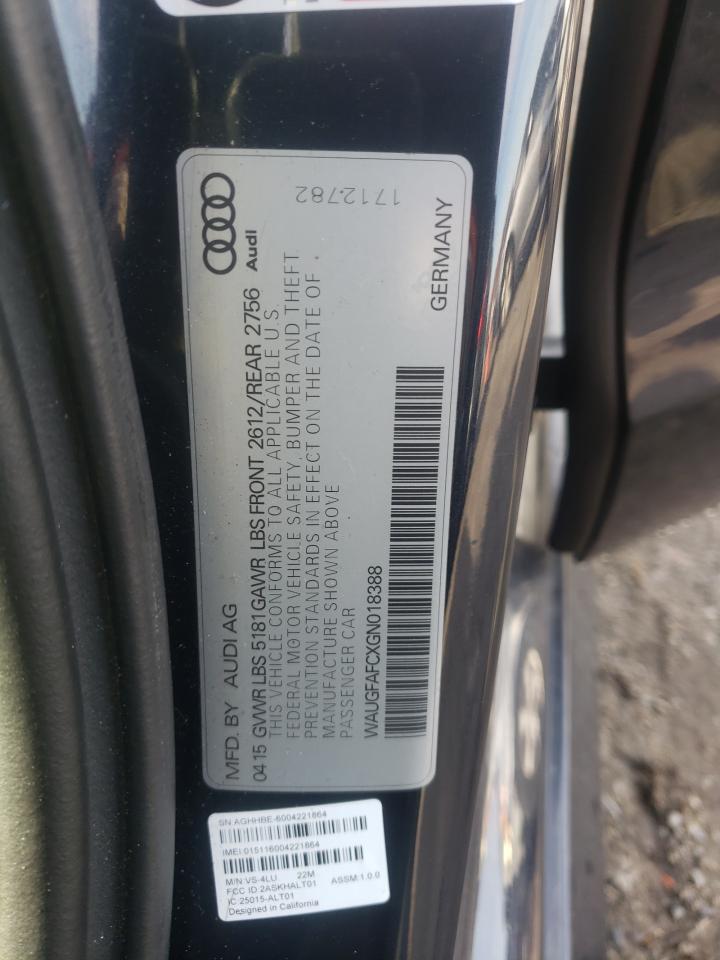 MFD. BY AUDI AG
Audi
0415 GVWR LBS 5181 GAWR LBS FRONT 2612/REAR 2756
THIS VEHICLE CONFORMS TO ALL APPLICABLE U.S.
FEDERAL MOTOR VEHICLE SAFETY, BUMPER AND THEFT
PREVENTION STANDARDS IN EFFECT ON THE DATE OF
MANUFACTURE SHOWN ABOVE
PASSENGER CAR
1712782
WAUGFAFCXGN018388
GERMANY
SN:AGHHBE-6004221864
IMEI:015116004221864
M/N:VS-4LU 22M
FCC ID:2ASKHALT01 ASSM:1.0.0
IC:25015-ALT01
Designed in California